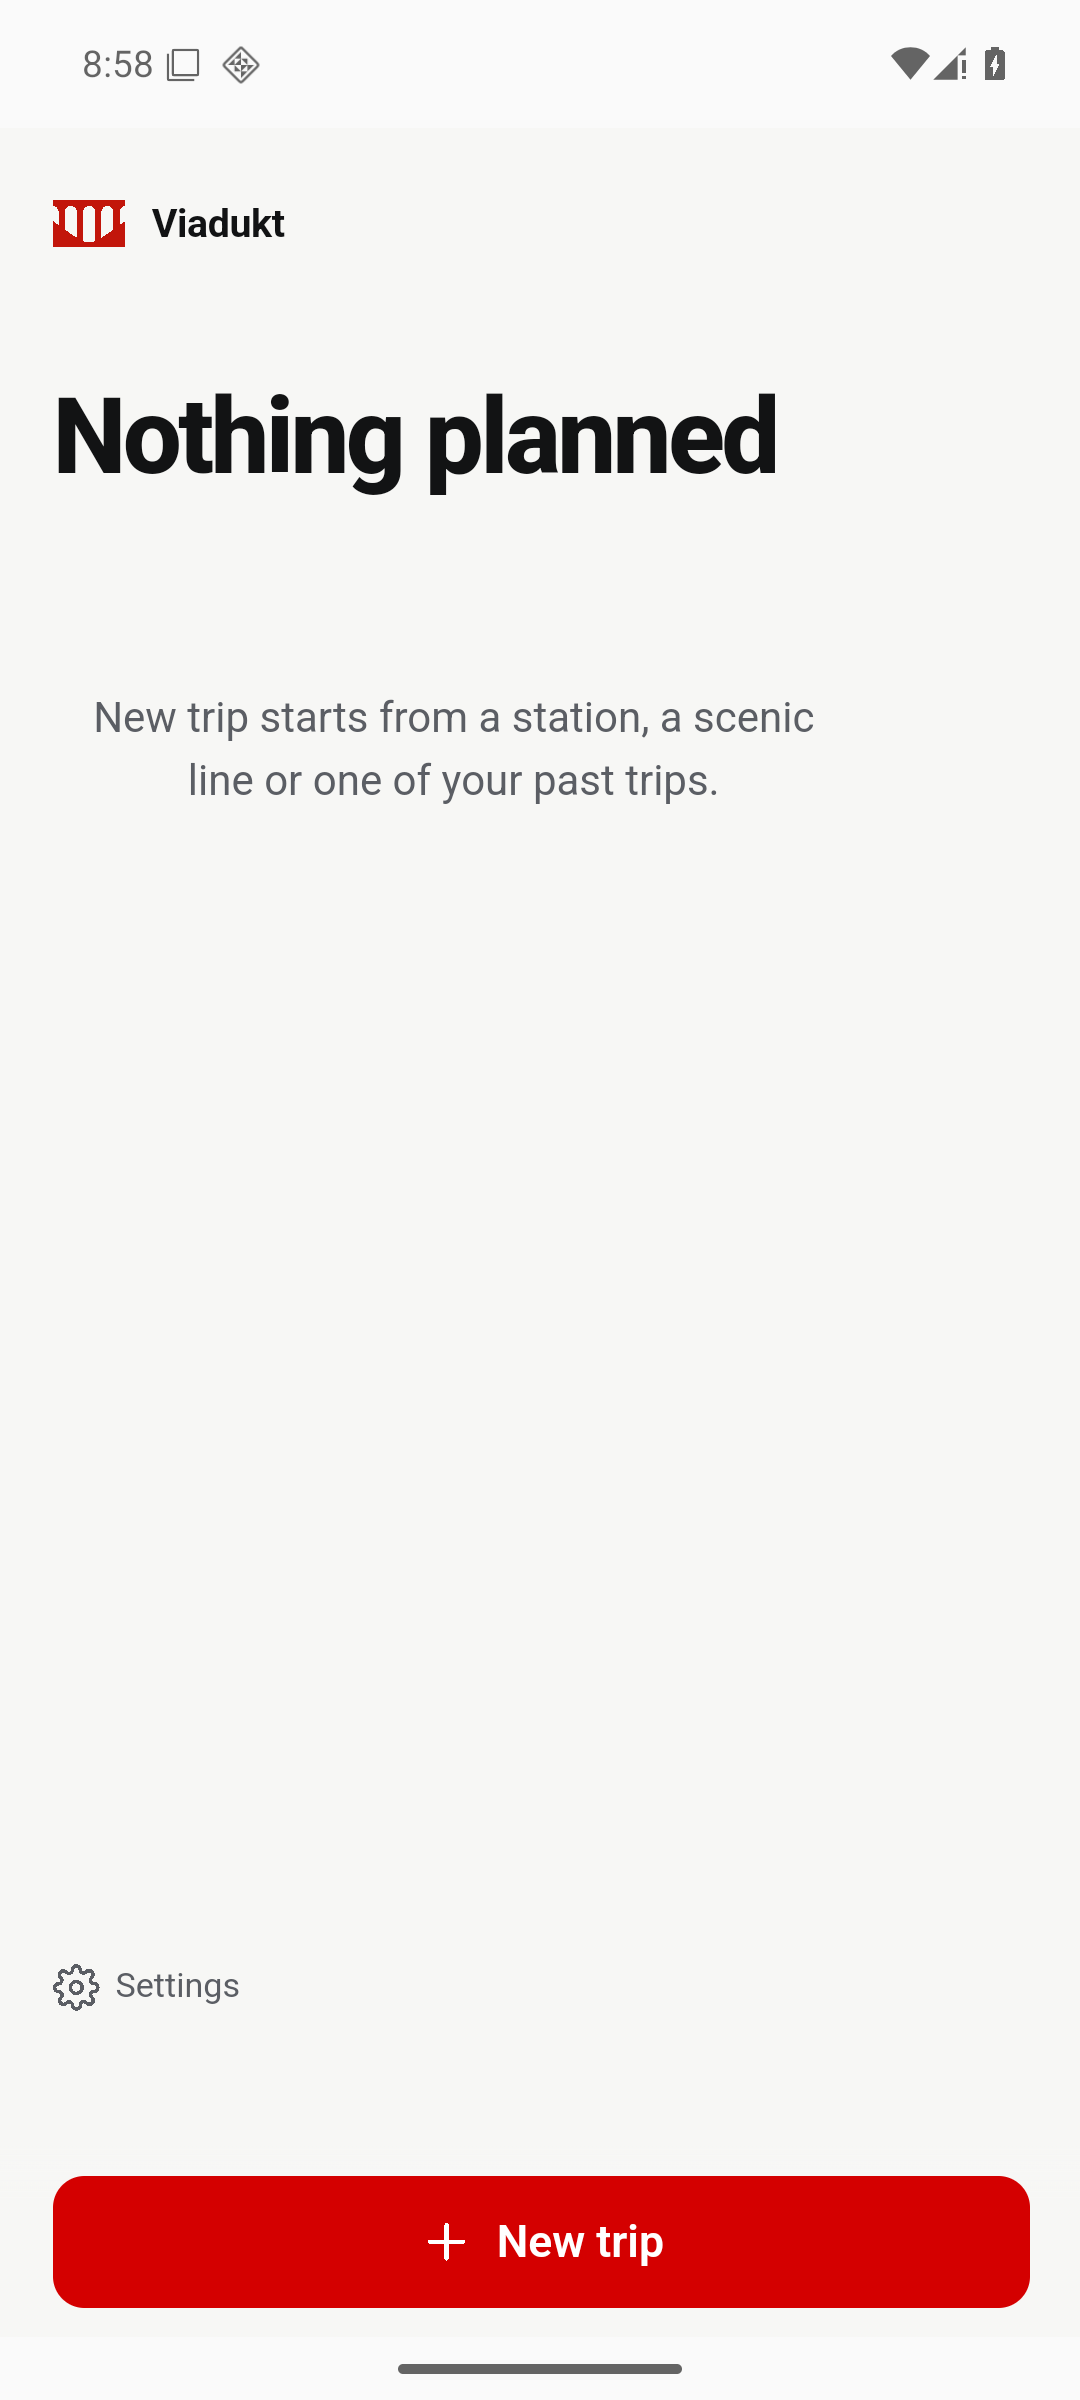 8:58
Viadukt
Nothing planned
New trip starts from a station, a scenic
line or one of your past trips.
Settings
New trip